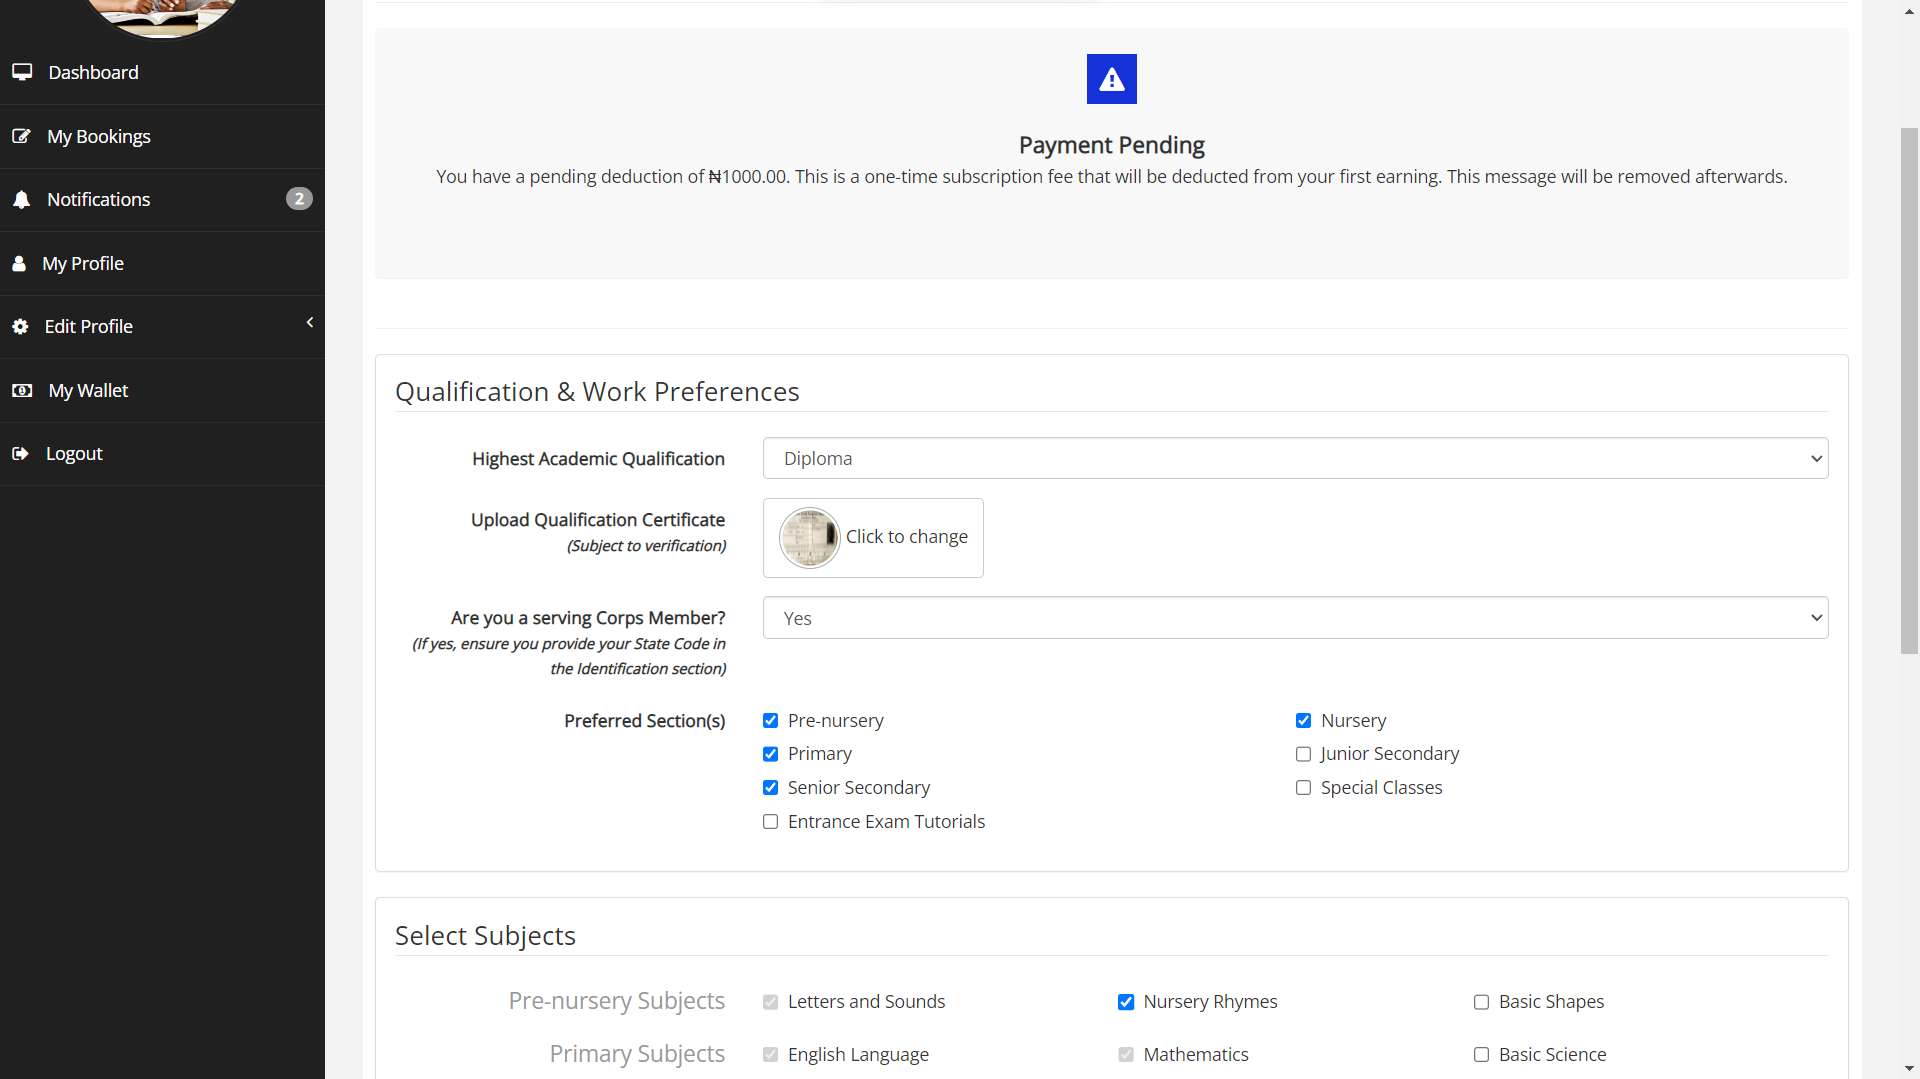 Dashboard
My Bookings
Notifications 2
My Profile
Edit Profile
My Wallet
Logout
Payment Pending
You have a pending deduction of ₦1000.00. This is a one-time subscription fee that will be deducted from your first earning. This message will be removed afterwards.
Qualification & Work Preferences
Highest Academic Qualification Diploma
Upload Qualification Certificate
(Subject to verification)
Click to change
Are you a serving Corps Member? Yes
(If yes, ensure you provide your State Code in
the Identification section)
Preferred Section(s) Pre-nursery Nursery
Primary Junior Secondary
Senior Secondary Special Classes
Entrance Exam Tutorials
Select Subjects
Pre-nursery Subjects Letters and Sounds Nursery Rhymes Basic Shapes
Primary Subjects English Language Mathematics Basic Science